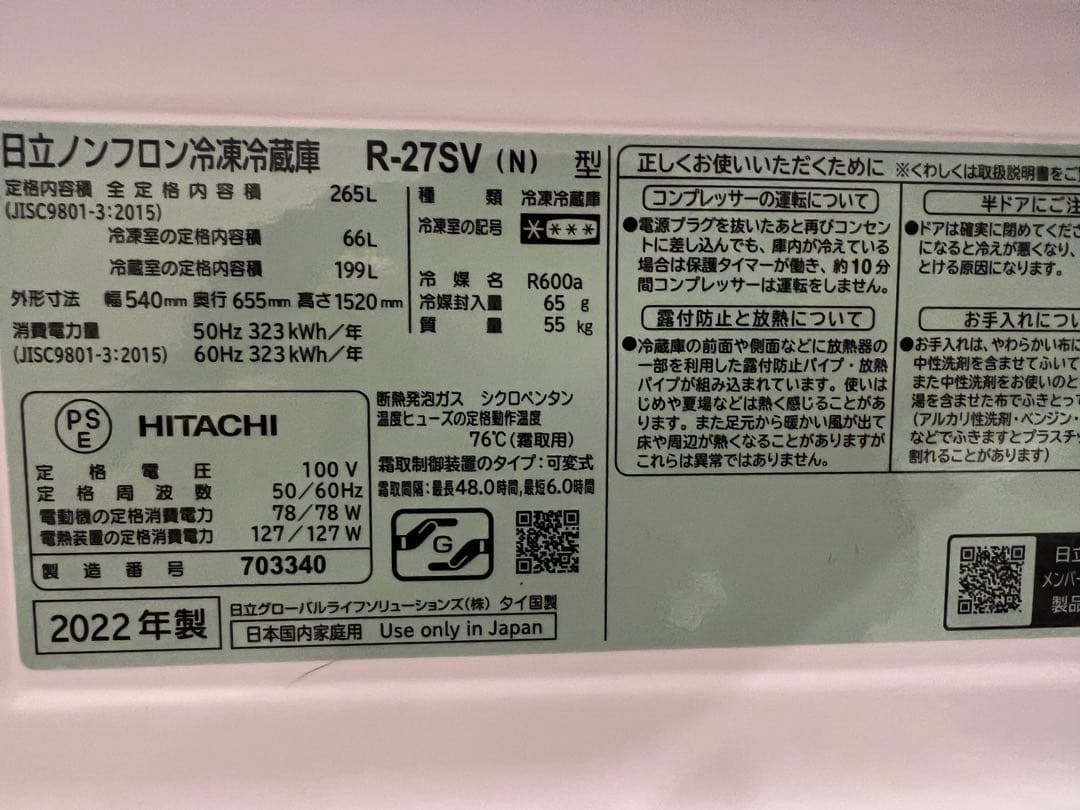 日立ノンフロン冷凍冷蔵庫 R-27SV (N) 型
定格内容積 全定格内容積 265L
(JISC9801-3:2015)
冷凍室の定格内容積 66L
冷蔵室の定格内容積 199L
外形寸法 幅540mm 奥行655mm 高さ1520mm
消費電力量 50Hz 323kWh/年
(JISC9801-3:2015) 60Hz 323kWh/年
種類 冷凍冷蔵庫
冷凍室の記号 ****
冷媒名 R600a
冷媒封入量 65 g
質量 55 kg
PSE HITACHI
定格電圧 100V
定格周波数 50/60Hz
電動機の定格消費電力 78/78W
電熱装置の定格消費電力 127/127W
製造番号 703340
断熱発泡ガス シクロペンタン
温度ヒューズの定格動作温度
76℃(霜取用)
霜取制御装置のタイプ:可変式
霜取間隔:最長48.0時間,最短6.0時間
G
2022年製
日立グローバルライフソリューションズ(株) タイ国製
日本国内家庭用 Use only in Japan
正しくお使いいただくために ※くわしくは取扱説明書をご
コンプレッサーの運転について
●電源プラグを抜いたあと再びコンセン
トに差し込んでも、庫内が冷えている
場合は保護タイマーが働き、約10分
間コンプレッサーは運転をしません。
露付防止と放熱について
●冷蔵庫の前面や側面などに放熱器の
一部を利用した露付防止パイプ・放熱
パイプが組み込まれています。使いは
じめや夏場などは熱く感じることがあ
ります。また足元から暖かい風が出て
床や周辺が熱くなることがありますが
これらは異常ではありません。
半ドアにご注
●ドアは確実に閉めてくださ
になると冷えが悪くなり、
とける原因になります。
お手入れについ
●お手入れは、やわらかい布に
中性洗剤を含ませてふいて
また中性洗剤をお使いのと
湯を含ませた布でふきとって
(アルカリ性洗剤・ベンジン・
などでふきますとプラスチッ
割れることがあります)
日立
メンバー
製品